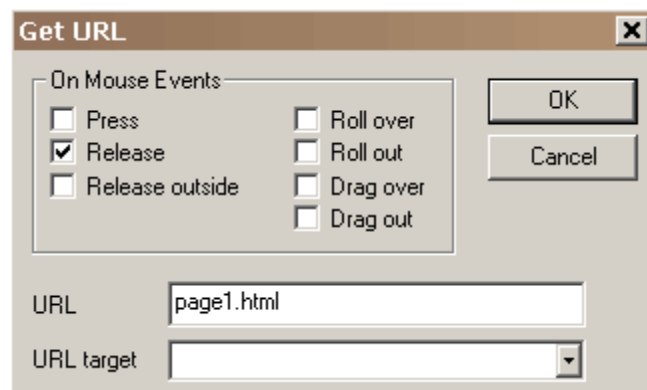 Get URL
On Mouse Events
Press
Release
Release outside
Roll over
Roll out
Drag over
Drag out
OK
Cancel
URL
page1.html
URL target